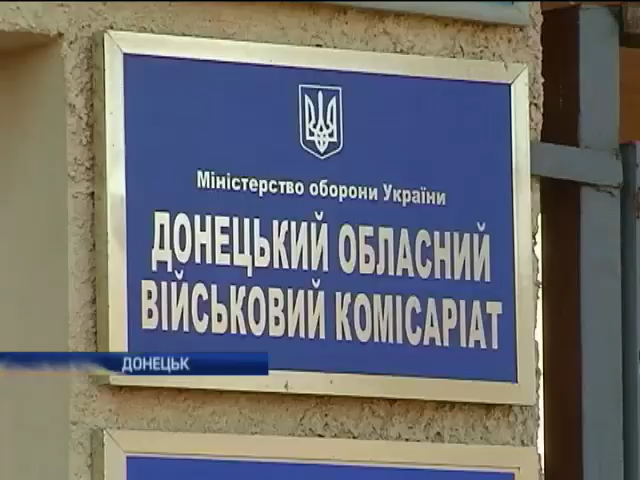 Міністерство оборони України
ДОНЕЦЬКИЙ ОБЛАСНИЙ
ВІЙСЬКОВИЙ КОМІСАРІАТ
ДОНЕЦЬК